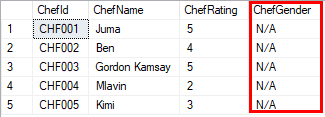 ChefId ChefName ChefRating ChefGender
1 CHF001 Juma 5 N/A
2 CHF002 Ben 4 N/A
3 CHF003 Gordon Kamsay 5 N/A
4 CHF004 Mlavin 2 N/A
5 CHF005 Kimi 3 N/A